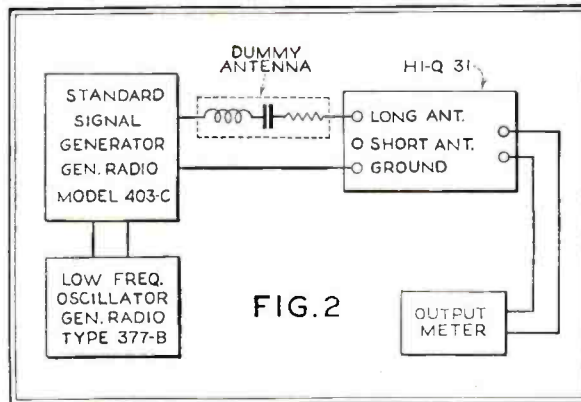 DUMMY
ANTENNA
HI-Q 31
STANDARD
SIGNAL
GENERATOR
GEN. RADIO
MODEL 403-C
LONG ANT.
SHORT ANT.
GROUND
LOW FREQ.
OSCILLATOR
GEN. RADIO
TYPE 377-B
FIG.2
OUTPUT
METER